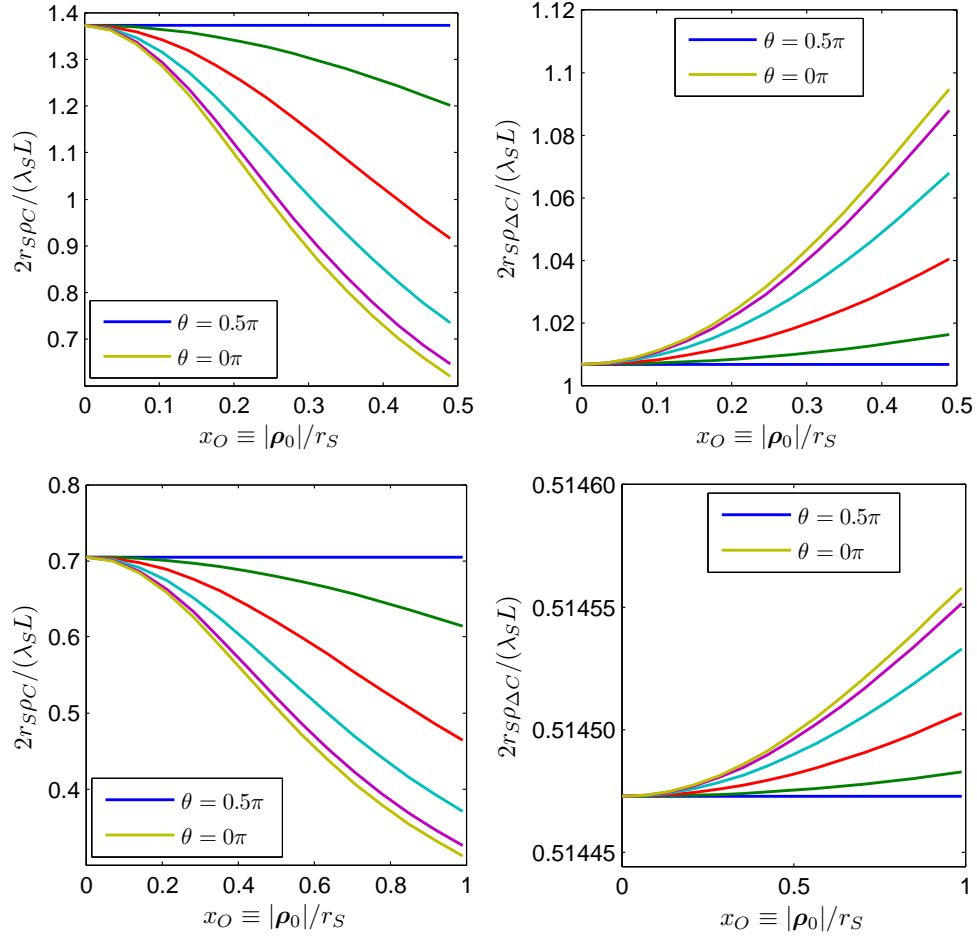 2r_Sρ_C/(λ_S L)
1.4
1.3
1.2
1.1
1
0.9
0.8
0.7
θ = 0.5π
θ = 0π
0 0.1 0.2 0.3 0.4 0.5
x_O ≡ |ρ_0|/r_S
2r_Sρ_ΔC/(λ_S L)
1.12
1.1
1.08
1.06
1.04
1.02
1
θ = 0.5π
θ = 0π
0 0.1 0.2 0.3 0.4 0.5
x_O ≡ |ρ_0|/r_S
2r_Sρ_C/(λ_S L)
0.8
0.7
0.6
0.5
0.4
θ = 0.5π
θ = 0π
0 0.2 0.4 0.6 0.8 1
x_O ≡ |ρ_0|/r_S
2r_Sρ_ΔC/(λ_S L)
0.51460
0.51455
0.51450
0.51445
θ = 0.5π
θ = 0π
0 0.5 1
x_O ≡ |ρ_0|/r_S